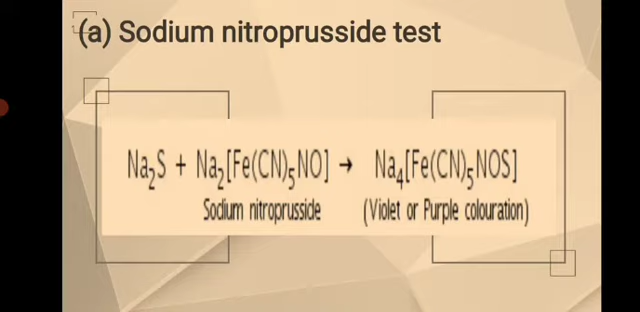 (a) Sodium nitroprusside test
Na₂S + Na₂[Fe(CN)₅NO] → Na₄[Fe(CN)₅NOS]
Sodium nitroprusside (Violet or Purple colouration)